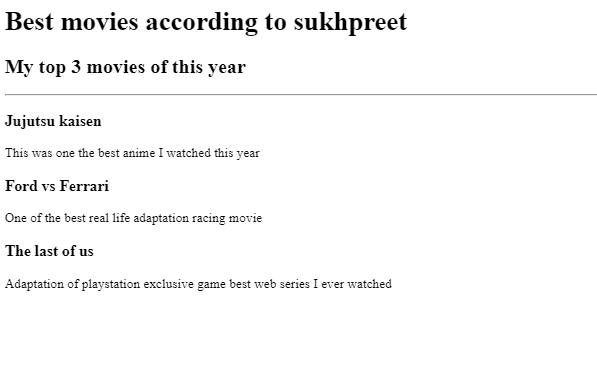 Best movies according to sukhpreet
My top 3 movies of this year
Jujutsu kaisen
This was one the best anime I watched this year
Ford vs Ferrari
One of the best real life adaptation racing movie
The last of us
Adaptation of playstation exclusive game best web series I ever watched